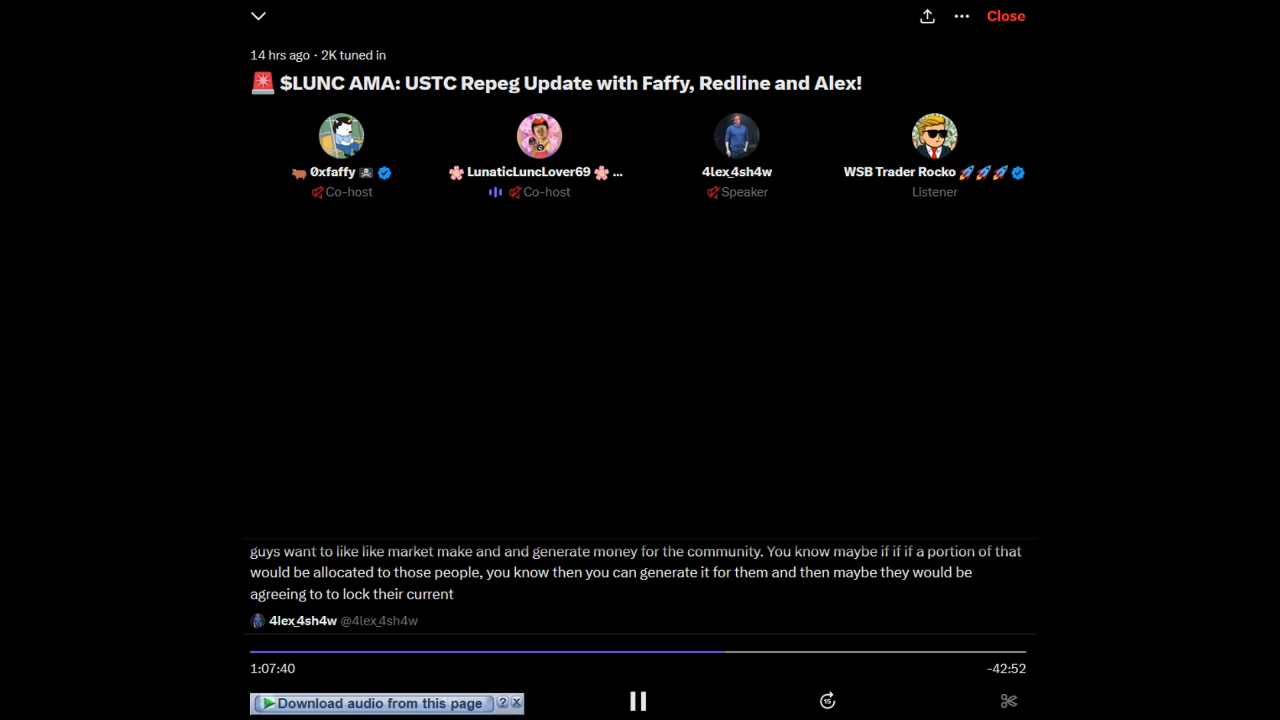 Close
14 hrs ago · 2K tuned in
🚨 $LUNC AMA: USTC Repeg Update with Faffy, Redline and Alex!
🐂 0xfaffy 🏴‍☠️
🌸 LunaticLuncLover69 🌸 ...
4lex_4sh4w
WSB Trader Rocko 🚀🚀🚀
Co-host
Co-host
Speaker
Listener
guys want to like like market make and and generate money for the community. You know maybe if if if a portion of that
would be allocated to those people, you know then you can generate it for them and then maybe they would be
agreeing to to lock their current
4lex_4sh4w @4lex_4sh4w
1:07:40
-42:52
Download audio from this page ? X
15